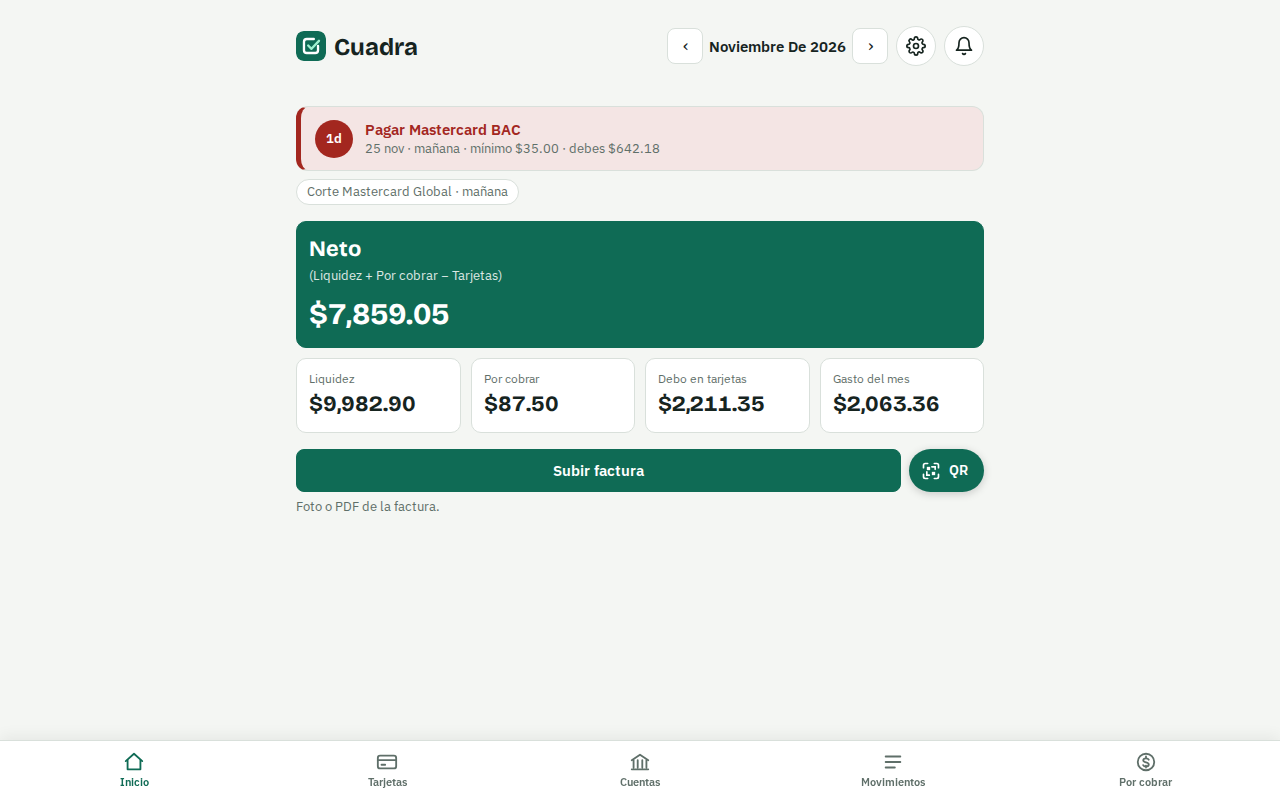 Cuadra
Noviembre De 2026
1d
Pagar Mastercard BAC
25 nov · mañana · mínimo $35.00 · debes $642.18
Corte Mastercard Global · mañana
Neto
(Liquidez + Por cobrar − Tarjetas)
$7,859.05
Liquidez
$9,982.90
Por cobrar
$87.50
Debo en tarjetas
$2,211.35
Gasto del mes
$2,063.36
Subir factura
QR
Foto o PDF de la factura.
Inicio
Tarjetas
Cuentas
Movimientos
Por cobrar